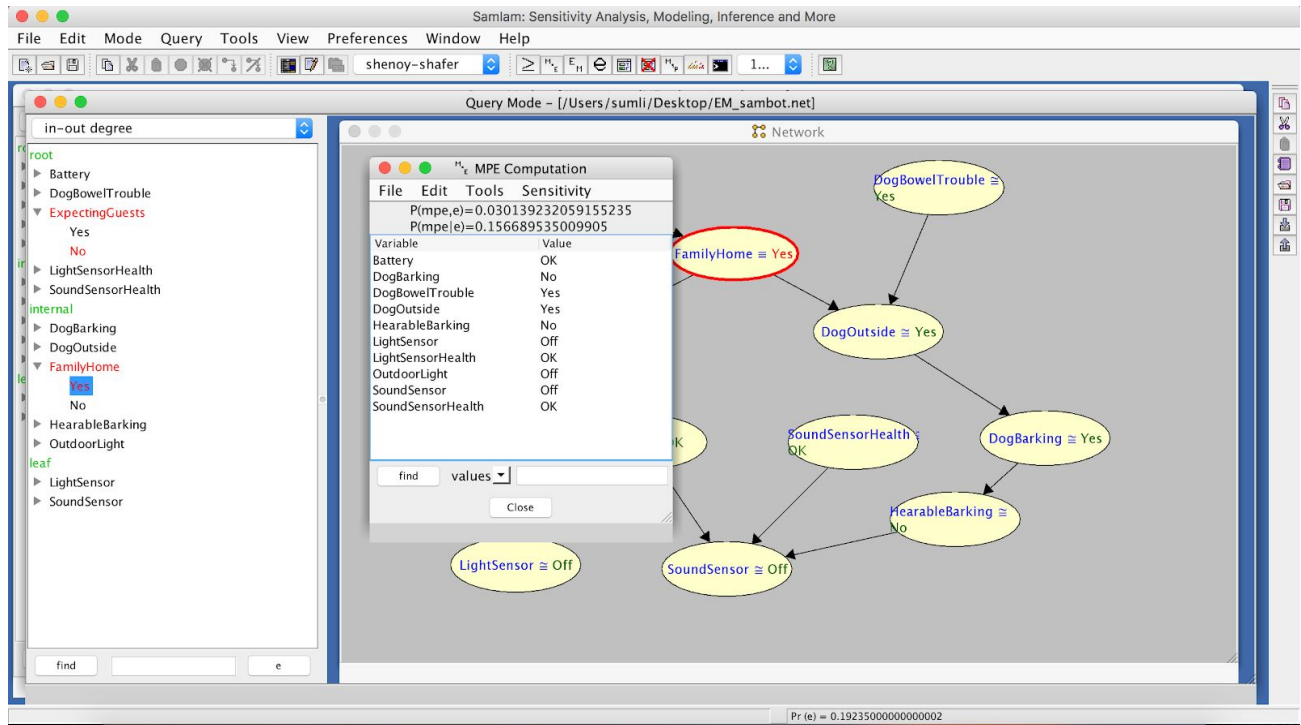 Samlam: Sensitivity Analysis, Modeling, Inference and More
File Edit Mode Query Tools View Preferences Window Help
shenoy-shafer
1...
Query Mode – [/Users/sumli/Desktop/EM_sambot.net]
in-out degree
root
Battery
DogBowelTrouble
ExpectingGuests
Yes
No
LightSensorHealth
SoundSensorHealth
internal
DogBarking
DogOutside
FamilyHome
Yes
No
HearableBarking
OutdoorLight
leaf
LightSensor
SoundSensor
find
e
Network
MPE Computation
File Edit Tools Sensitivity
P(mpe,e)=0.030139232059155235
P(mpe|e)=0.156689535009905
Variable Value
Battery OK
DogBarking No
DogBowelTrouble Yes
DogOutside Yes
HearableBarking No
LightSensor Off
LightSensorHealth OK
OutdoorLight Off
SoundSensor Off
SoundSensorHealth OK
find values
Close
DogBowelTrouble ≅
Yes
FamilyHome ≡ Yes
DogOutside ≅ Yes
SoundSensorHealth ≅
OK
DogBarking ≅ Yes
HearableBarking ≅
No
LightSensor ≅ Off
SoundSensor ≅ Off
Pr (e) = 0.19235000000000002